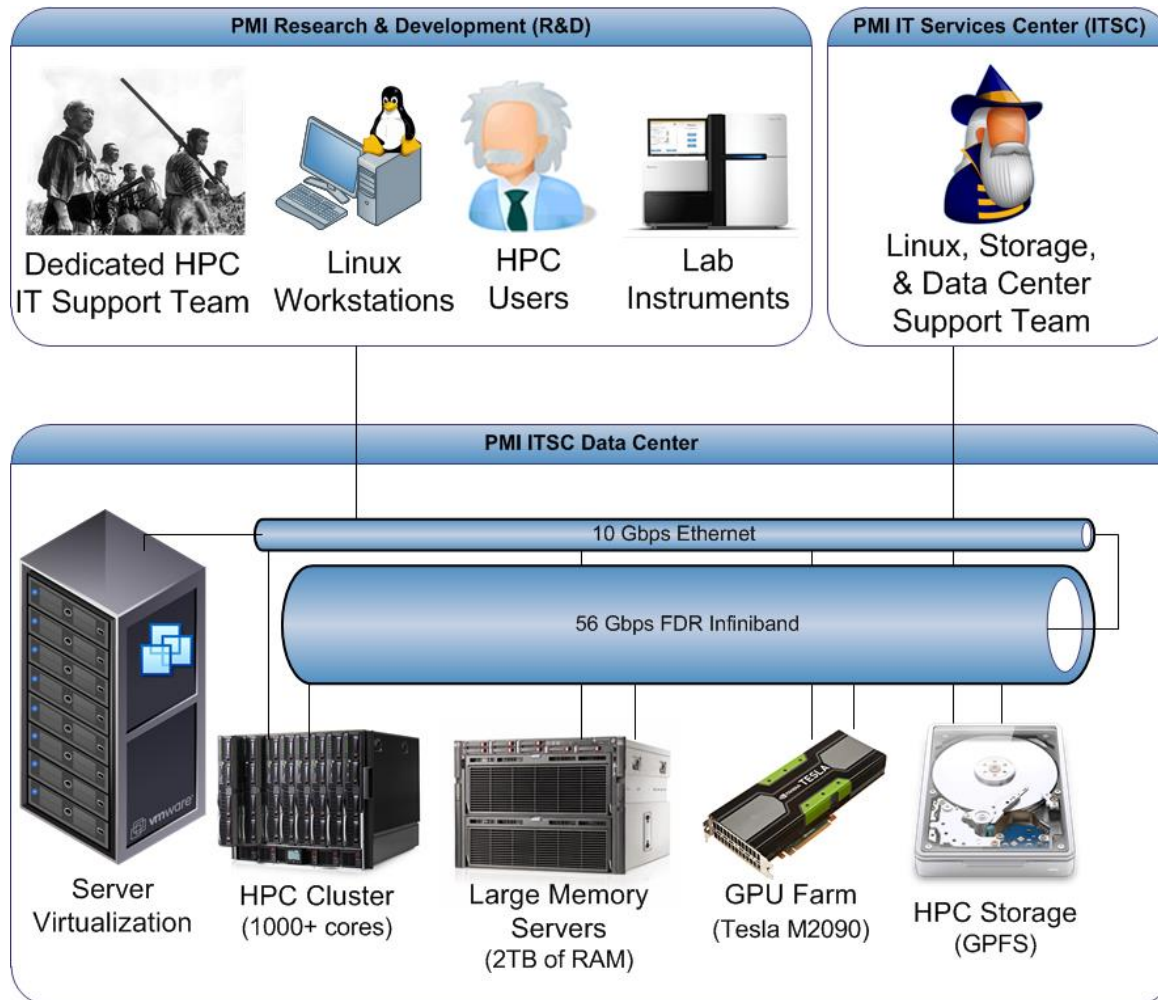 PMI Research & Development (R&D)
PMI IT Services Center (ITSC)
Dedicated HPC
IT Support Team
Linux
Workstations
HPC
Users
Lab
Instruments
Linux, Storage,
& Data Center
Support Team
PMI ITSC Data Center
10 Gbps Ethernet
56 Gbps FDR Infiniband
vmware
TESLA
Server
Virtualization
HPC Cluster
(1000+ cores)
Large Memory
Servers
(2TB of RAM)
GPU Farm
(Tesla M2090)
HPC Storage
(GPFS)